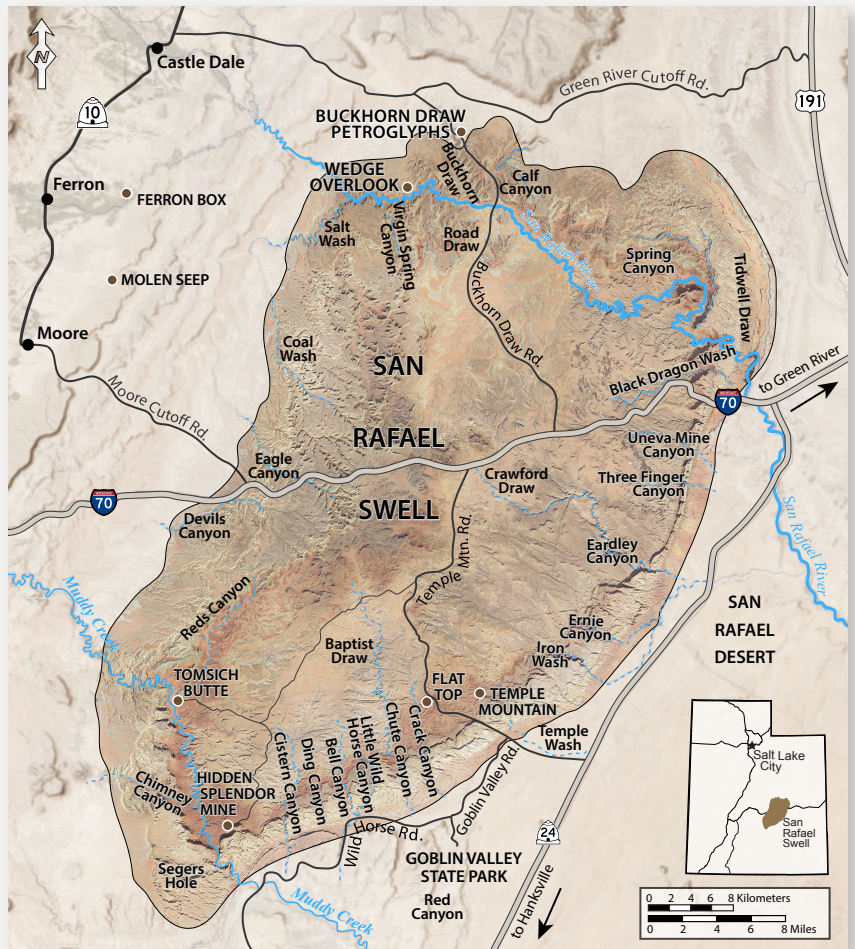 N
Castle Dale
10
Green River Cutoff Rd.
191
BUCKHORN DRAW
PETROGLYPHS
WEDGE
OVERLOOK
Buckhorn
Draw
Calf
Canyon
Ferron
FERRON BOX
Salt
Wash
Virgin Spring
Canyon
Road
Draw
San Rafael River
Spring
Canyon
Tidwell Draw
MOLEN SEEP
Buckhorn Draw Rd.
Moore
Coal
Wash
SAN
RAFAEL
SWELL
Black Dragon Wash
to Green River
70
Moore Cutoff Rd.
Uneva Mine
Canyon
Eagle
Canyon
Crawford
Draw
Three Finger
Canyon
70
Devils
Canyon
San Rafael River
Temple Mtn. Rd.
Eardley
Canyon
Muddy Creek
Reds Canyon
SAN
RAFAEL
DESERT
Ernie
Canyon
Baptist
Draw
Iron
Wash
TOMSICH
BUTTE
FLAT
TOP
TEMPLE
MOUNTAIN
Temple
Wash
Cistern Canyon
Ding Canyon
Bell Canyon
Little Wild
Horse Canyon
Chute Canyon
Crack Canyon
Chimney
Canyon
HIDDEN
SPLENDOR
MINE
Goblin Valley Rd.
Wild Horse Rd.
24
Salt Lake
City
San
Rafael
Swell
GOBLIN VALLEY
STATE PARK
Segers
Hole
Red
Canyon
Muddy Creek
to Hanksville
0 2 4 6 8 Kilometers
0 2 4 6 8 Miles